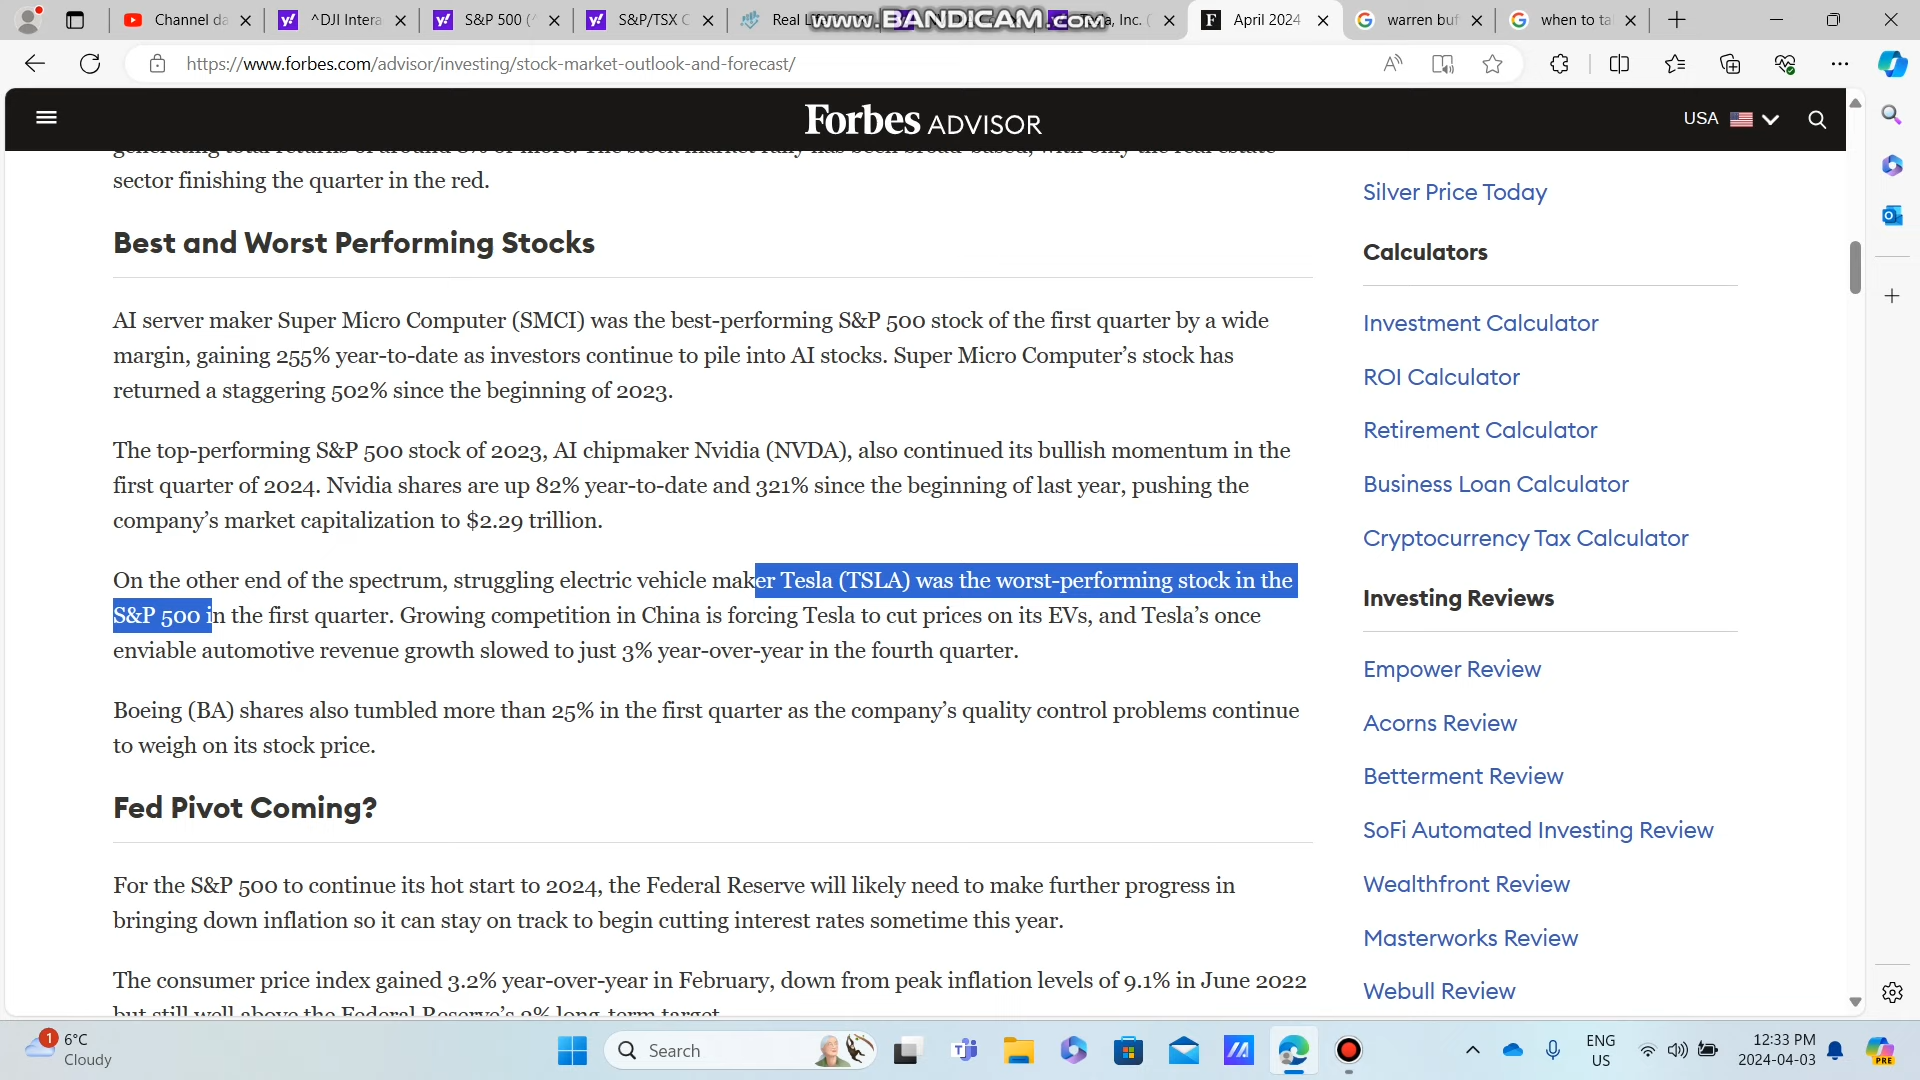 Channel da
^DJI Intera
S&P 500 (^
S&P/TSX C
Real Li
www.BANDICAM.com
a, Inc. (
April 2024
warren buf
when to ta
https://www.forbes.com/advisor/investing/stock-market-outlook-and-forecast/
Forbes ADVISOR
USA
sector finishing the quarter in the red.
Best and Worst Performing Stocks
AI server maker Super Micro Computer (SMCI) was the best-performing S&P 500 stock of the first quarter by a wide
margin, gaining 255% year-to-date as investors continue to pile into AI stocks. Super Micro Computer’s stock has
returned a staggering 502% since the beginning of 2023.
The top-performing S&P 500 stock of 2023, AI chipmaker Nvidia (NVDA), also continued its bullish momentum in the
first quarter of 2024. Nvidia shares are up 82% year-to-date and 321% since the beginning of last year, pushing the
company’s market capitalization to $2.29 trillion.
On the other end of the spectrum, struggling electric vehicle maker Tesla (TSLA) was the worst-performing stock in the
S&P 500 in the first quarter. Growing competition in China is forcing Tesla to cut prices on its EVs, and Tesla’s once
enviable automotive revenue growth slowed to just 3% year-over-year in the fourth quarter.
Boeing (BA) shares also tumbled more than 25% in the first quarter as the company’s quality control problems continue
to weigh on its stock price.
Fed Pivot Coming?
For the S&P 500 to continue its hot start to 2024, the Federal Reserve will likely need to make further progress in
bringing down inflation so it can stay on track to begin cutting interest rates sometime this year.
The consumer price index gained 3.2% year-over-year in February, down from peak inflation levels of 9.1% in June 2022
but still well above the Federal Reserve’s 2% long-term target.
Silver Price Today
Calculators
Investment Calculator
ROI Calculator
Retirement Calculator
Business Loan Calculator
Cryptocurrency Tax Calculator
Investing Reviews
Empower Review
Acorns Review
Betterment Review
SoFi Automated Investing Review
Wealthfront Review
Masterworks Review
Webull Review
1
6°C
Cloudy
Search
ENG
US
12:33 PM
2024-04-03
PRE